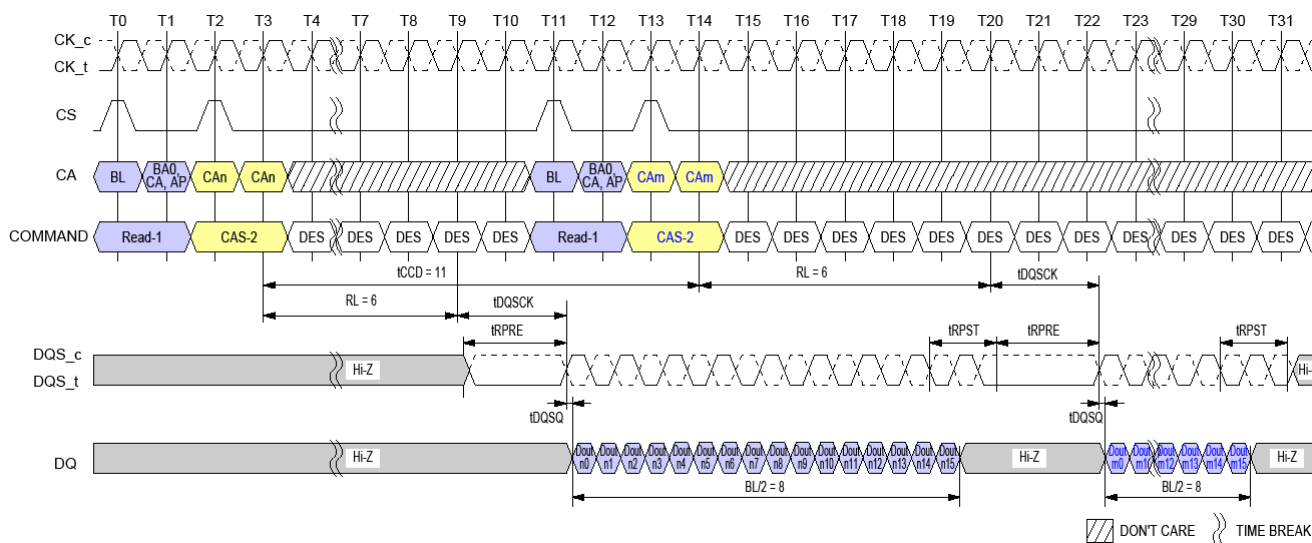 T0 T1 T2 T3 T4 T7 T8 T9 T10 T11 T12 T13 T14 T15 T16 T17 T18 T19 T20 T21 T22 T23 T29 T30 T31
CK_c
CK_t
CS
CA BL BA0, CA, AP CAn CAn BL BA0, CA, AP CAm CAm
COMMAND Read-1 CAS-2 DES DES DES DES DES Read-1 CAS-2 DES DES DES DES DES DES DES DES DES DES DES DES
tCCD = 11 RL = 6 tDQSCK
RL = 6 tDQSCK
tRPRE tRPST tRPRE tRPST
DQS_c
DQS_t
Hi-Z Hi-
tDQSQ tDQSQ
DQ Hi-Z Dout n0 Dout n1 Dout n2 Dout n3 Dout n4 Dout n5 Dout n6 Dout n7 Dout n8 Dout n9 Dout n10 Dout n11 Dout n12 Dout n13 Dout n14 Dout n15 Hi-Z Dout m0 Dout Dout m12 Dout m13 Dout m14 Dout m15 Hi-Z
BL/2 = 8 BL/2 = 8
DON'T CARE TIME BREAK